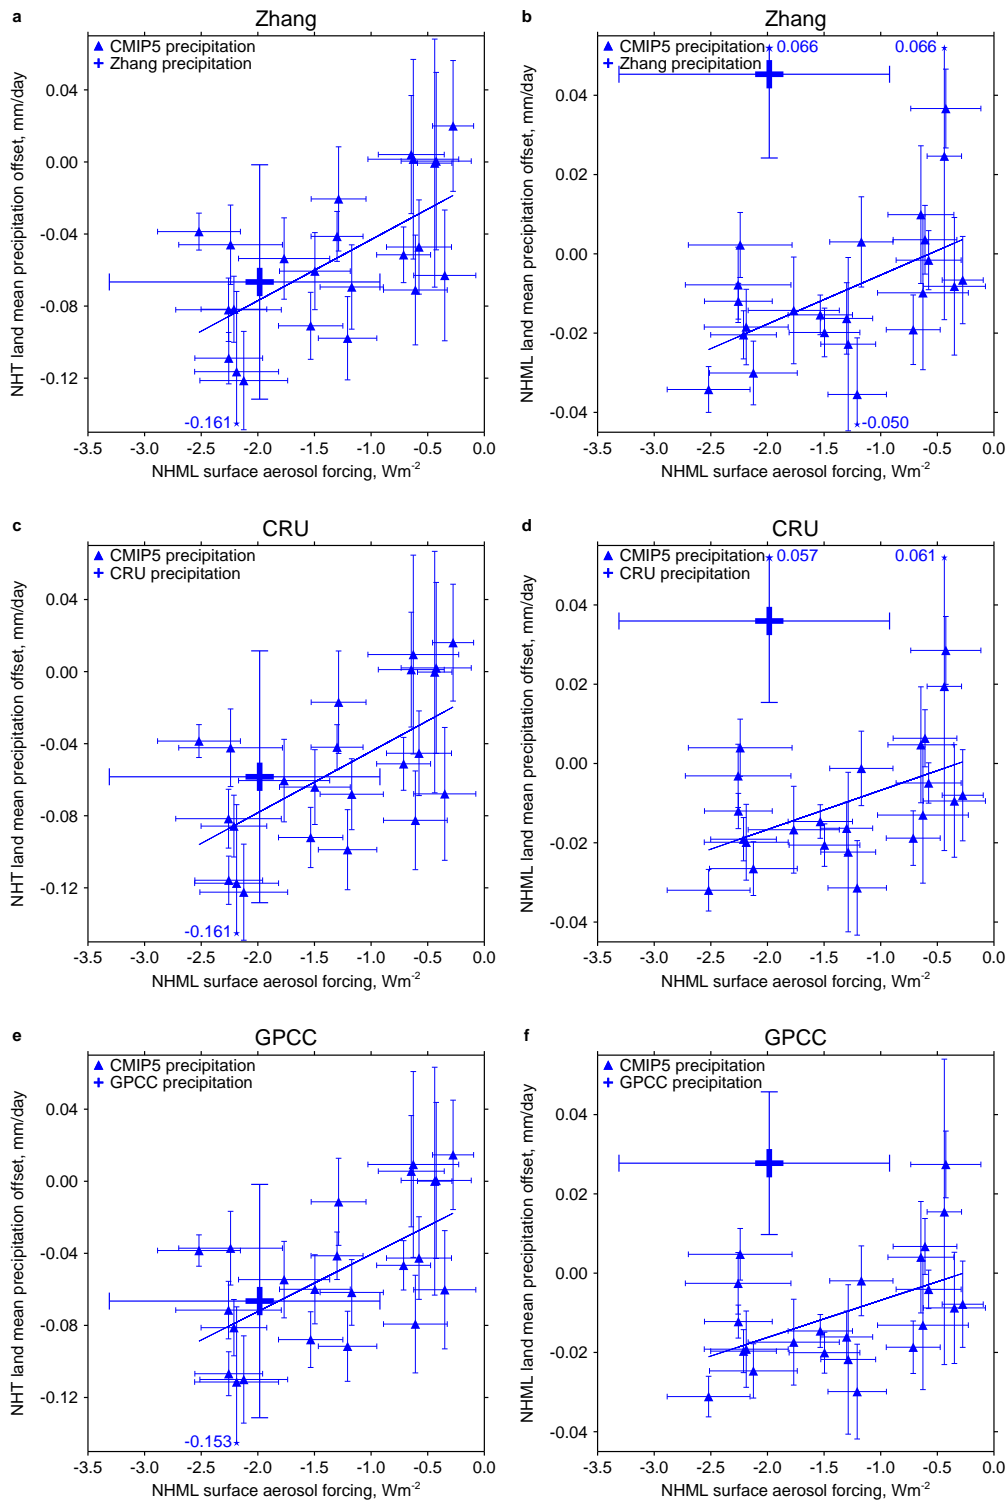 a
Zhang
CMIP5 precipitation
Zhang precipitation
0.04
0.00
-0.04
-0.08
-0.12
-0.161
-3.5 -3.0 -2.5 -2.0 -1.5 -1.0 -0.5 0.0
NHML surface aerosol forcing, Wm-2
NHT land mean precipitation offset, mm/day
b
Zhang
CMIP5 precipitation
Zhang precipitation
0.066
0.066
0.04
0.02
0.00
-0.02
-0.04
-0.050
-3.5 -3.0 -2.5 -2.0 -1.5 -1.0 -0.5 0.0
NHML surface aerosol forcing, Wm-2
NHML land mean precipitation offset, mm/day
c
CRU
CMIP5 precipitation
CRU precipitation
0.04
0.00
-0.04
-0.08
-0.12
-0.161
-3.5 -3.0 -2.5 -2.0 -1.5 -1.0 -0.5 0.0
NHML surface aerosol forcing, Wm-2
NHT land mean precipitation offset, mm/day
d
CRU
CMIP5 precipitation
CRU precipitation
0.057
0.061
0.04
0.02
0.00
-0.02
-0.04
-3.5 -3.0 -2.5 -2.0 -1.5 -1.0 -0.5 0.0
NHML surface aerosol forcing, Wm-2
NHML land mean precipitation offset, mm/day
e
GPCC
CMIP5 precipitation
GPCC precipitation
0.04
0.00
-0.04
-0.08
-0.12
-0.153
-3.5 -3.0 -2.5 -2.0 -1.5 -1.0 -0.5 0.0
NHML surface aerosol forcing, Wm-2
NHT land mean precipitation offset, mm/day
f
GPCC
CMIP5 precipitation
GPCC precipitation
0.04
0.02
0.00
-0.02
-0.04
-3.5 -3.0 -2.5 -2.0 -1.5 -1.0 -0.5 0.0
NHML surface aerosol forcing, Wm-2
NHML land mean precipitation offset, mm/day